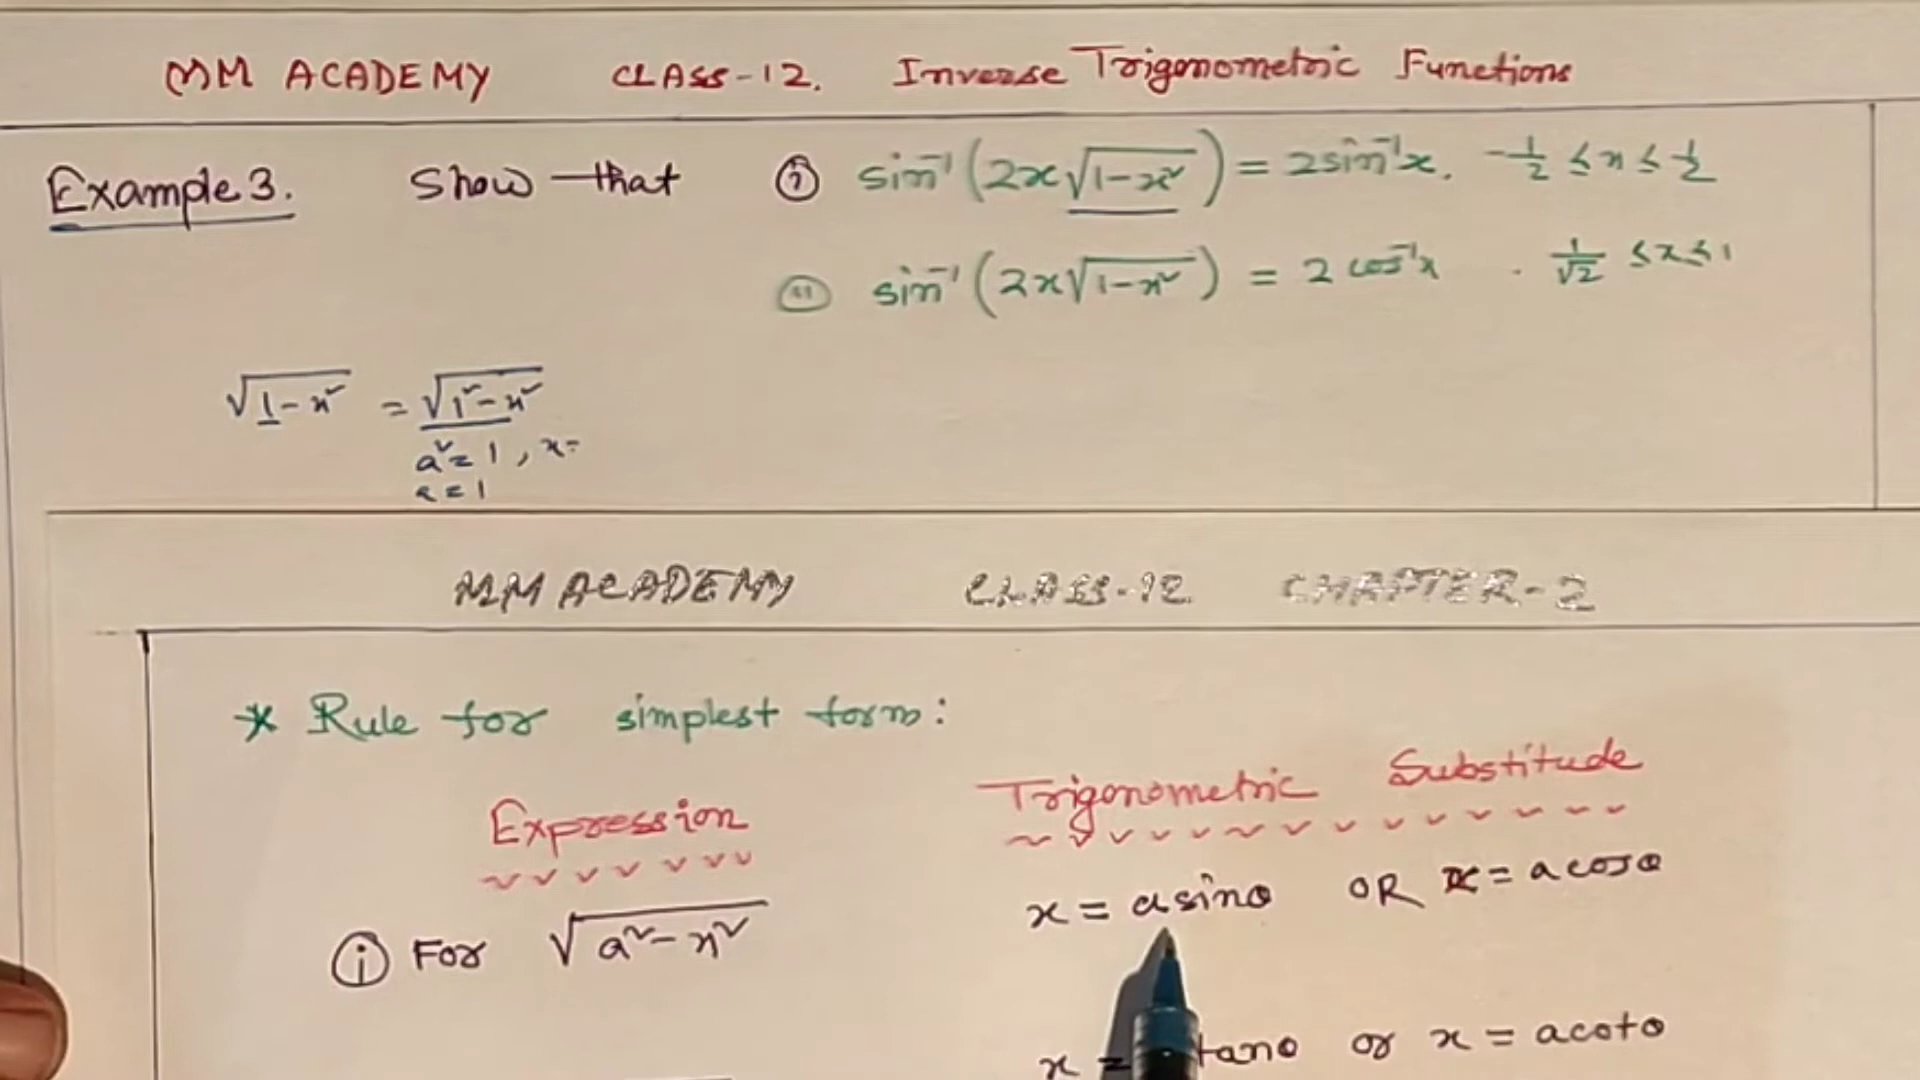 MM ACADEMY CLASS-12. Inverse Trigonometric Functions
Example 3. Show that (i) sin⁻¹(2x√(1-x²)) = 2sin⁻¹x, -1/2 ≤ x ≤ 1/2
(ii) sin⁻¹(2x√(1-x²)) = 2 cos⁻¹x . 1/√2 ≤ x ≤ 1
√(1-x²) = √(1²-x²)
a² = 1, x=
a = 1
MM ACADEMY CLASS-12 CHAPTER-2
* Rule for simplest form:
Expression Trigonometric Substitude
(i) For √(a²-x²) x = asinθ OR x = acosθ
x = tanθ or x = acotθ